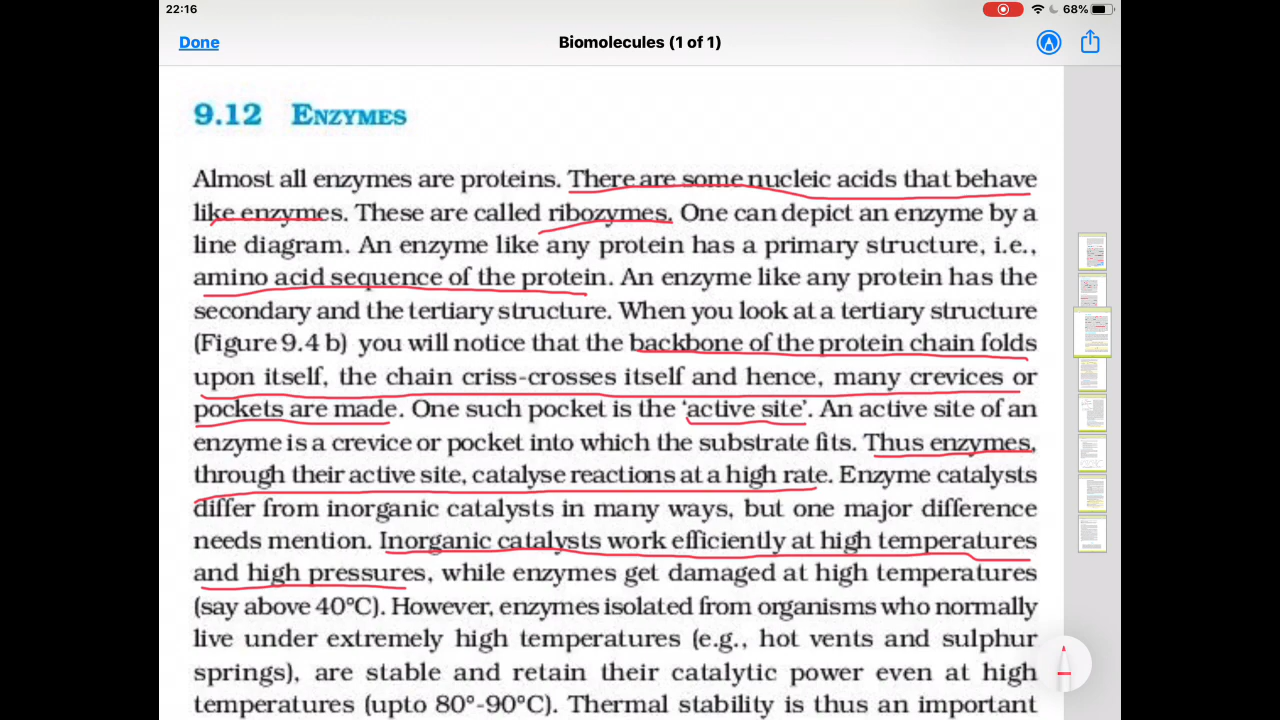 22:16
68%
Done
Biomolecules (1 of 1)
9.12 ENZYMES
Almost all enzymes are proteins. There are some nucleic acids that behave
like enzymes. These are called ribozymes. One can depict an enzyme by a
line diagram. An enzyme like any protein has a primary structure, i.e.,
amino acid sequence of the protein. An enzyme like any protein has the
secondary and the tertiary structure. When you look at a tertiary structure
(Figure 9.4 b) you will notice that the backbone of the protein chain folds
upon itself, the chain criss-crosses itself and hence, many crevices or
pockets are made. One such pocket is the ‘active site’. An active site of an
enzyme is a crevice or pocket into which the substrate fits. Thus enzymes,
through their active site, catalyse reactions at a high rate. Enzyme catalysts
differ from inorganic catalysts in many ways, but one major difference
needs mention. Inorganic catalysts work efficiently at high temperatures
and high pressures, while enzymes get damaged at high temperatures
(say above 40°C). However, enzymes isolated from organisms who normally
live under extremely high temperatures (e.g., hot vents and sulphur
springs), are stable and retain their catalytic power even at high
temperatures (upto 80°-90°C). Thermal stability is thus an important